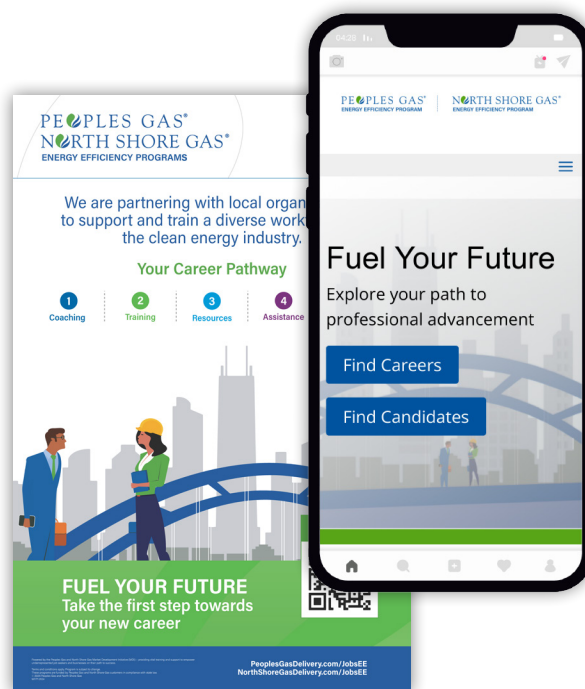 PEOPLES GAS®
NORTH SHORE GAS®
ENERGY EFFICIENCY PROGRAMS
We are partnering with local organ
to support and train a diverse work
the clean energy industry.
Your Career Pathway
1
Coaching
2
Training
3
Resources
4
Assistance
FUEL YOUR FUTURE
Take the first step towards
your new career
PeoplesGasDelivery.com/JobsEE
NorthShoreGasDelivery.com/JobsEE
04:20
PEOPLES GAS®
ENERGY EFFICIENCY PROGRAM
NORTH SHORE GAS®
ENERGY EFFICIENCY PROGRAM
Fuel Your Future
Explore your path to
professional advancement
Find Careers
Find Candidates